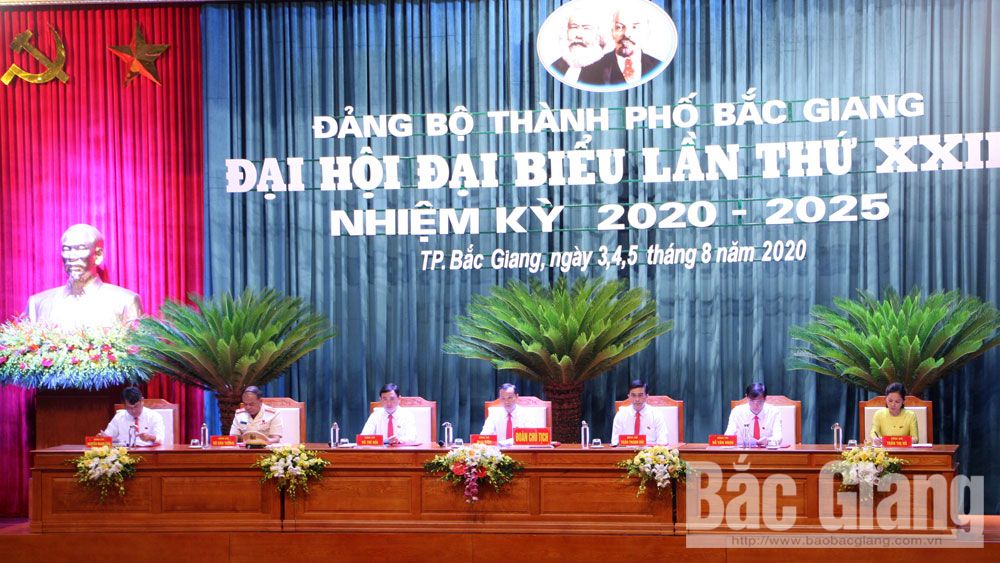 ĐẢNG BỘ THÀNH PHỐ BẮC GIANG
ĐẠI HỘI ĐẠI BIỂU LẦN THỨ XXII
NHIỆM KỲ 2020 - 2025
TP. Bắc Giang, ngày 3,4,5 tháng 8 năm 2020
ĐOÀN CHỦ TỊCH
Bắc Giang
http://www.baobacgiang.com.vn